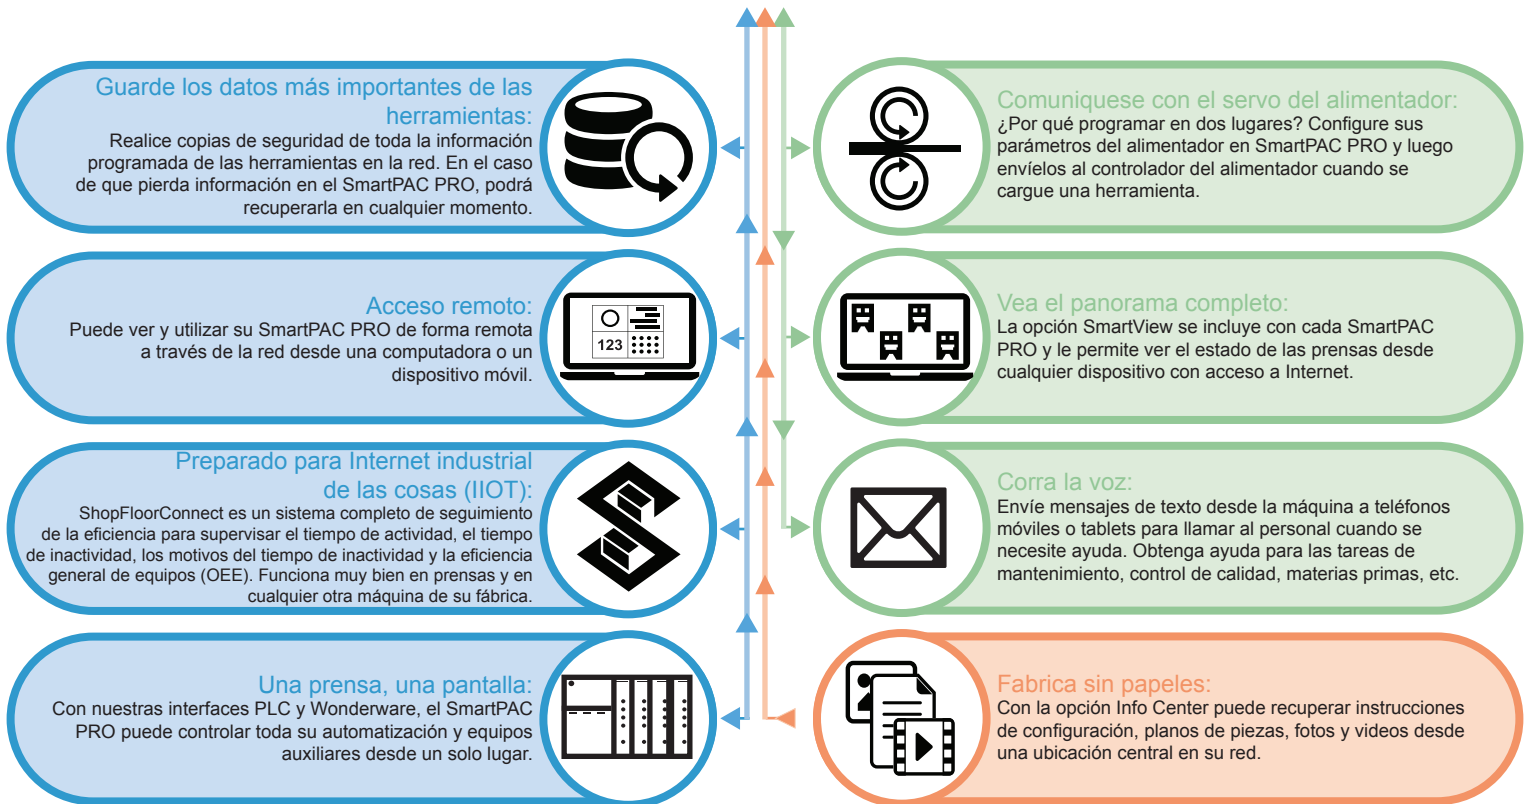 Guarde los datos más importantes de las
herramientas:
Realice copias de seguridad de toda la información
programada de las herramientas en la red. En el caso
de que pierda información en el SmartPAC PRO, podrá
recuperarla en cualquier momento.
Acceso remoto:
Puede ver y utilizar su SmartPAC PRO de forma remota
a través de la red desde una computadora o un
dispositivo móvil.
123
Preparado para Internet industrial
de las cosas (IIOT):
ShopFloorConnect es un sistema completo de seguimiento
de la eficiencia para supervisar el tiempo de actividad, el tiempo
de inactividad, los motivos del tiempo de inactividad y la eficiencia
general de equipos (OEE). Funciona muy bien en prensas y en
cualquier otra máquina de su fábrica.
Una prensa, una pantalla:
Con nuestras interfaces PLC y Wonderware, el SmartPAC
PRO puede controlar toda su automatización y equipos
auxiliares desde un solo lugar.
Comuniquese con el servo del alimentador:
¿Por qué programar en dos lugares? Configure sus
parámetros del alimentador en SmartPAC PRO y luego
envíelos al controlador del alimentador cuando se
cargue una herramienta.
Vea el panorama completo:
La opción SmartView se incluye con cada SmartPAC
PRO y le permite ver el estado de las prensas desde
cualquier dispositivo con acceso a Internet.
Corra la voz:
Envíe mensajes de texto desde la máquina a teléfonos
móviles o tablets para llamar al personal cuando se
necesite ayuda. Obtenga ayuda para las tareas de
mantenimiento, control de calidad, materias primas, etc.
Fabrica sin papeles:
Con la opción Info Center puede recuperar instrucciones
de configuración, planos de piezas, fotos y videos desde
una ubicación central en su red.